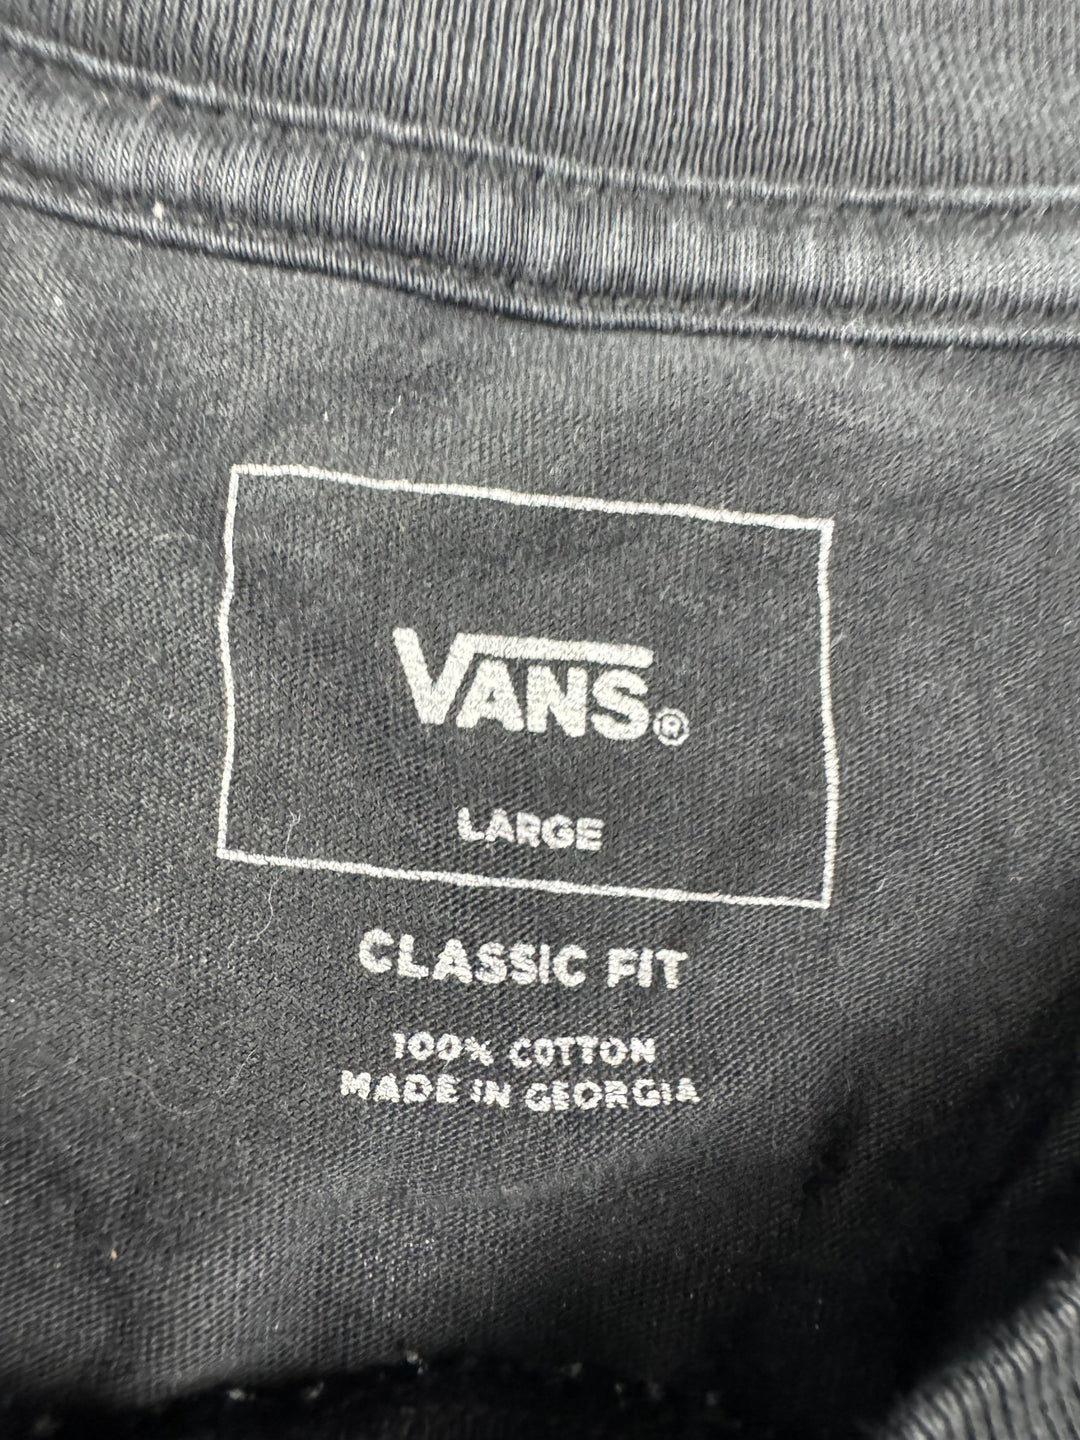 VANS®
LARGE
CLASSIC FIT
100% COTTON
MADE IN GEORGIA